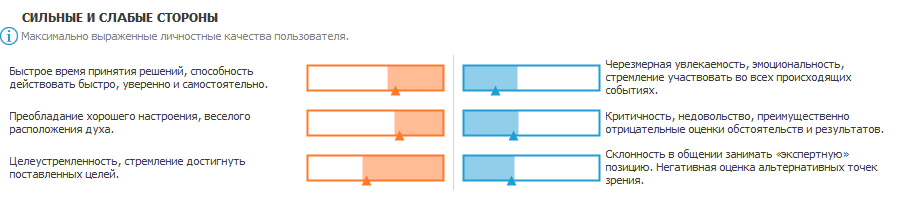 СИЛЬНЫЕ И СЛАБЫЕ СТОРОНЫ
Максимально выраженные личностные качества пользователя.
Быстрое время принятия решений, способность
действовать быстро, уверенно и самостоятельно.
Преобладание хорошего настроения, веселого
расположения духа.
Целеустремленность, стремление достигнуть
поставленных целей.
Черезмерная увлекаемость, эмоциональность,
стремление участвовать во всех происходящих
событиях.
Критичность, недовольство, преимущественно
отрицательные оценки обстоятельств и результатов.
Склонность в общении занимать «экспертную»
позицию. Негативная оценка альтернативных точек
зрения.